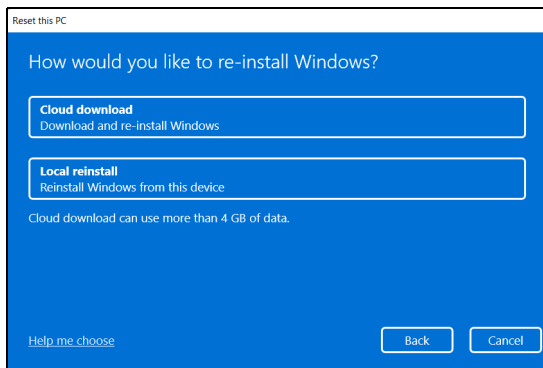 Reset this PC
How would you like to re-install Windows?
Cloud download
Download and re-install Windows
Local reinstall
Reinstall Windows from this device
Cloud download can use more than 4 GB of data.
Help me choose
Back
Cancel